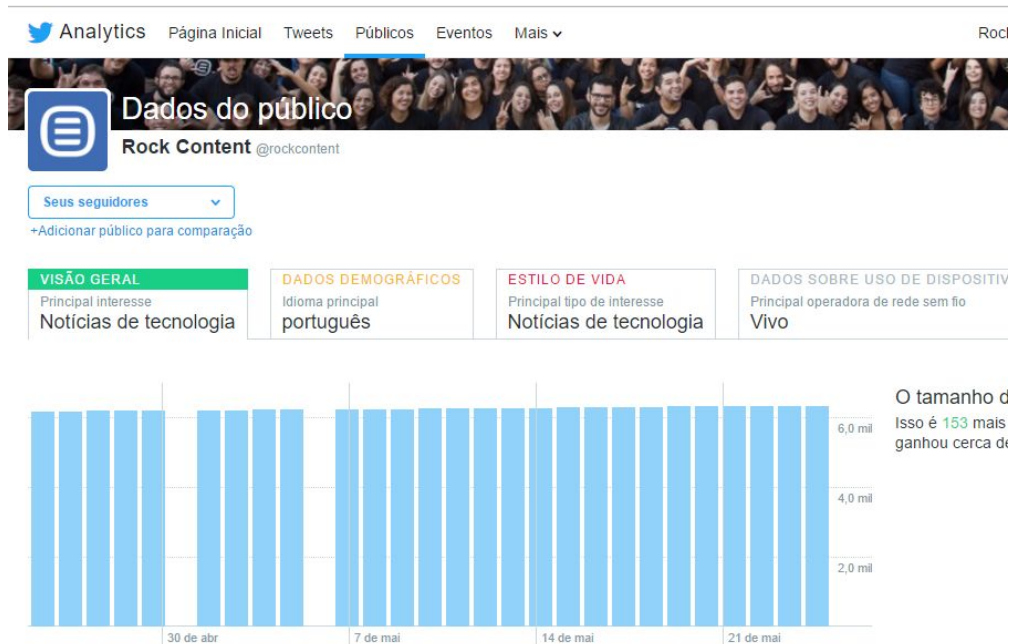 Analytics Página Inicial Tweets Públicos Eventos Mais Rock
Dados do público
Rock Content @rockcontent
Seus seguidores
+Adicionar público para comparação
VISÃO GERAL
Principal interesse
Notícias de tecnologia
DADOS DEMOGRÁFICOS
Idioma principal
português
ESTILO DE VIDA
Principal tipo de interesse
Notícias de tecnologia
DADOS SOBRE USO DE DISPOSITIV
Principal operadora de rede sem fio
Vivo
O tamanho d
Isso é 153 mais
ganhou cerca de
6,0 mil
4,0 mil
2,0 mil
30 de abr 7 de mai 14 de mai 21 de mai